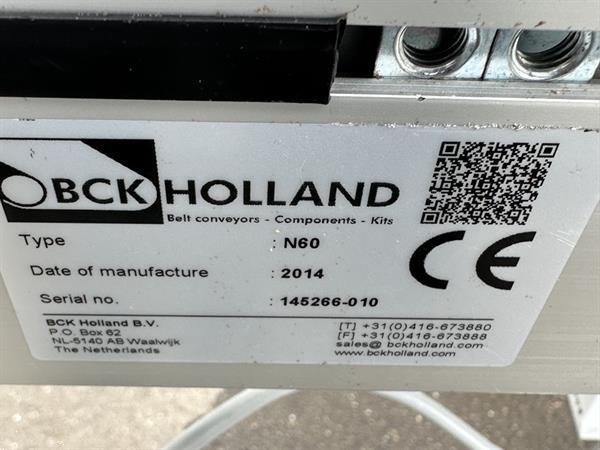 BCK HOLLAND
Belt conveyors - Components - Kits
Type : N60
Date of manufacture : 2014
Serial no. : 145266-010
CE
BCK Holland B.V.
P.O. Box 62
NL-5140 AB Waalwijk
The Netherlands
[T] +31(0)416-673880
[F] +31(0)416-673888
sales@ bckholland.com
www.bckholland.com